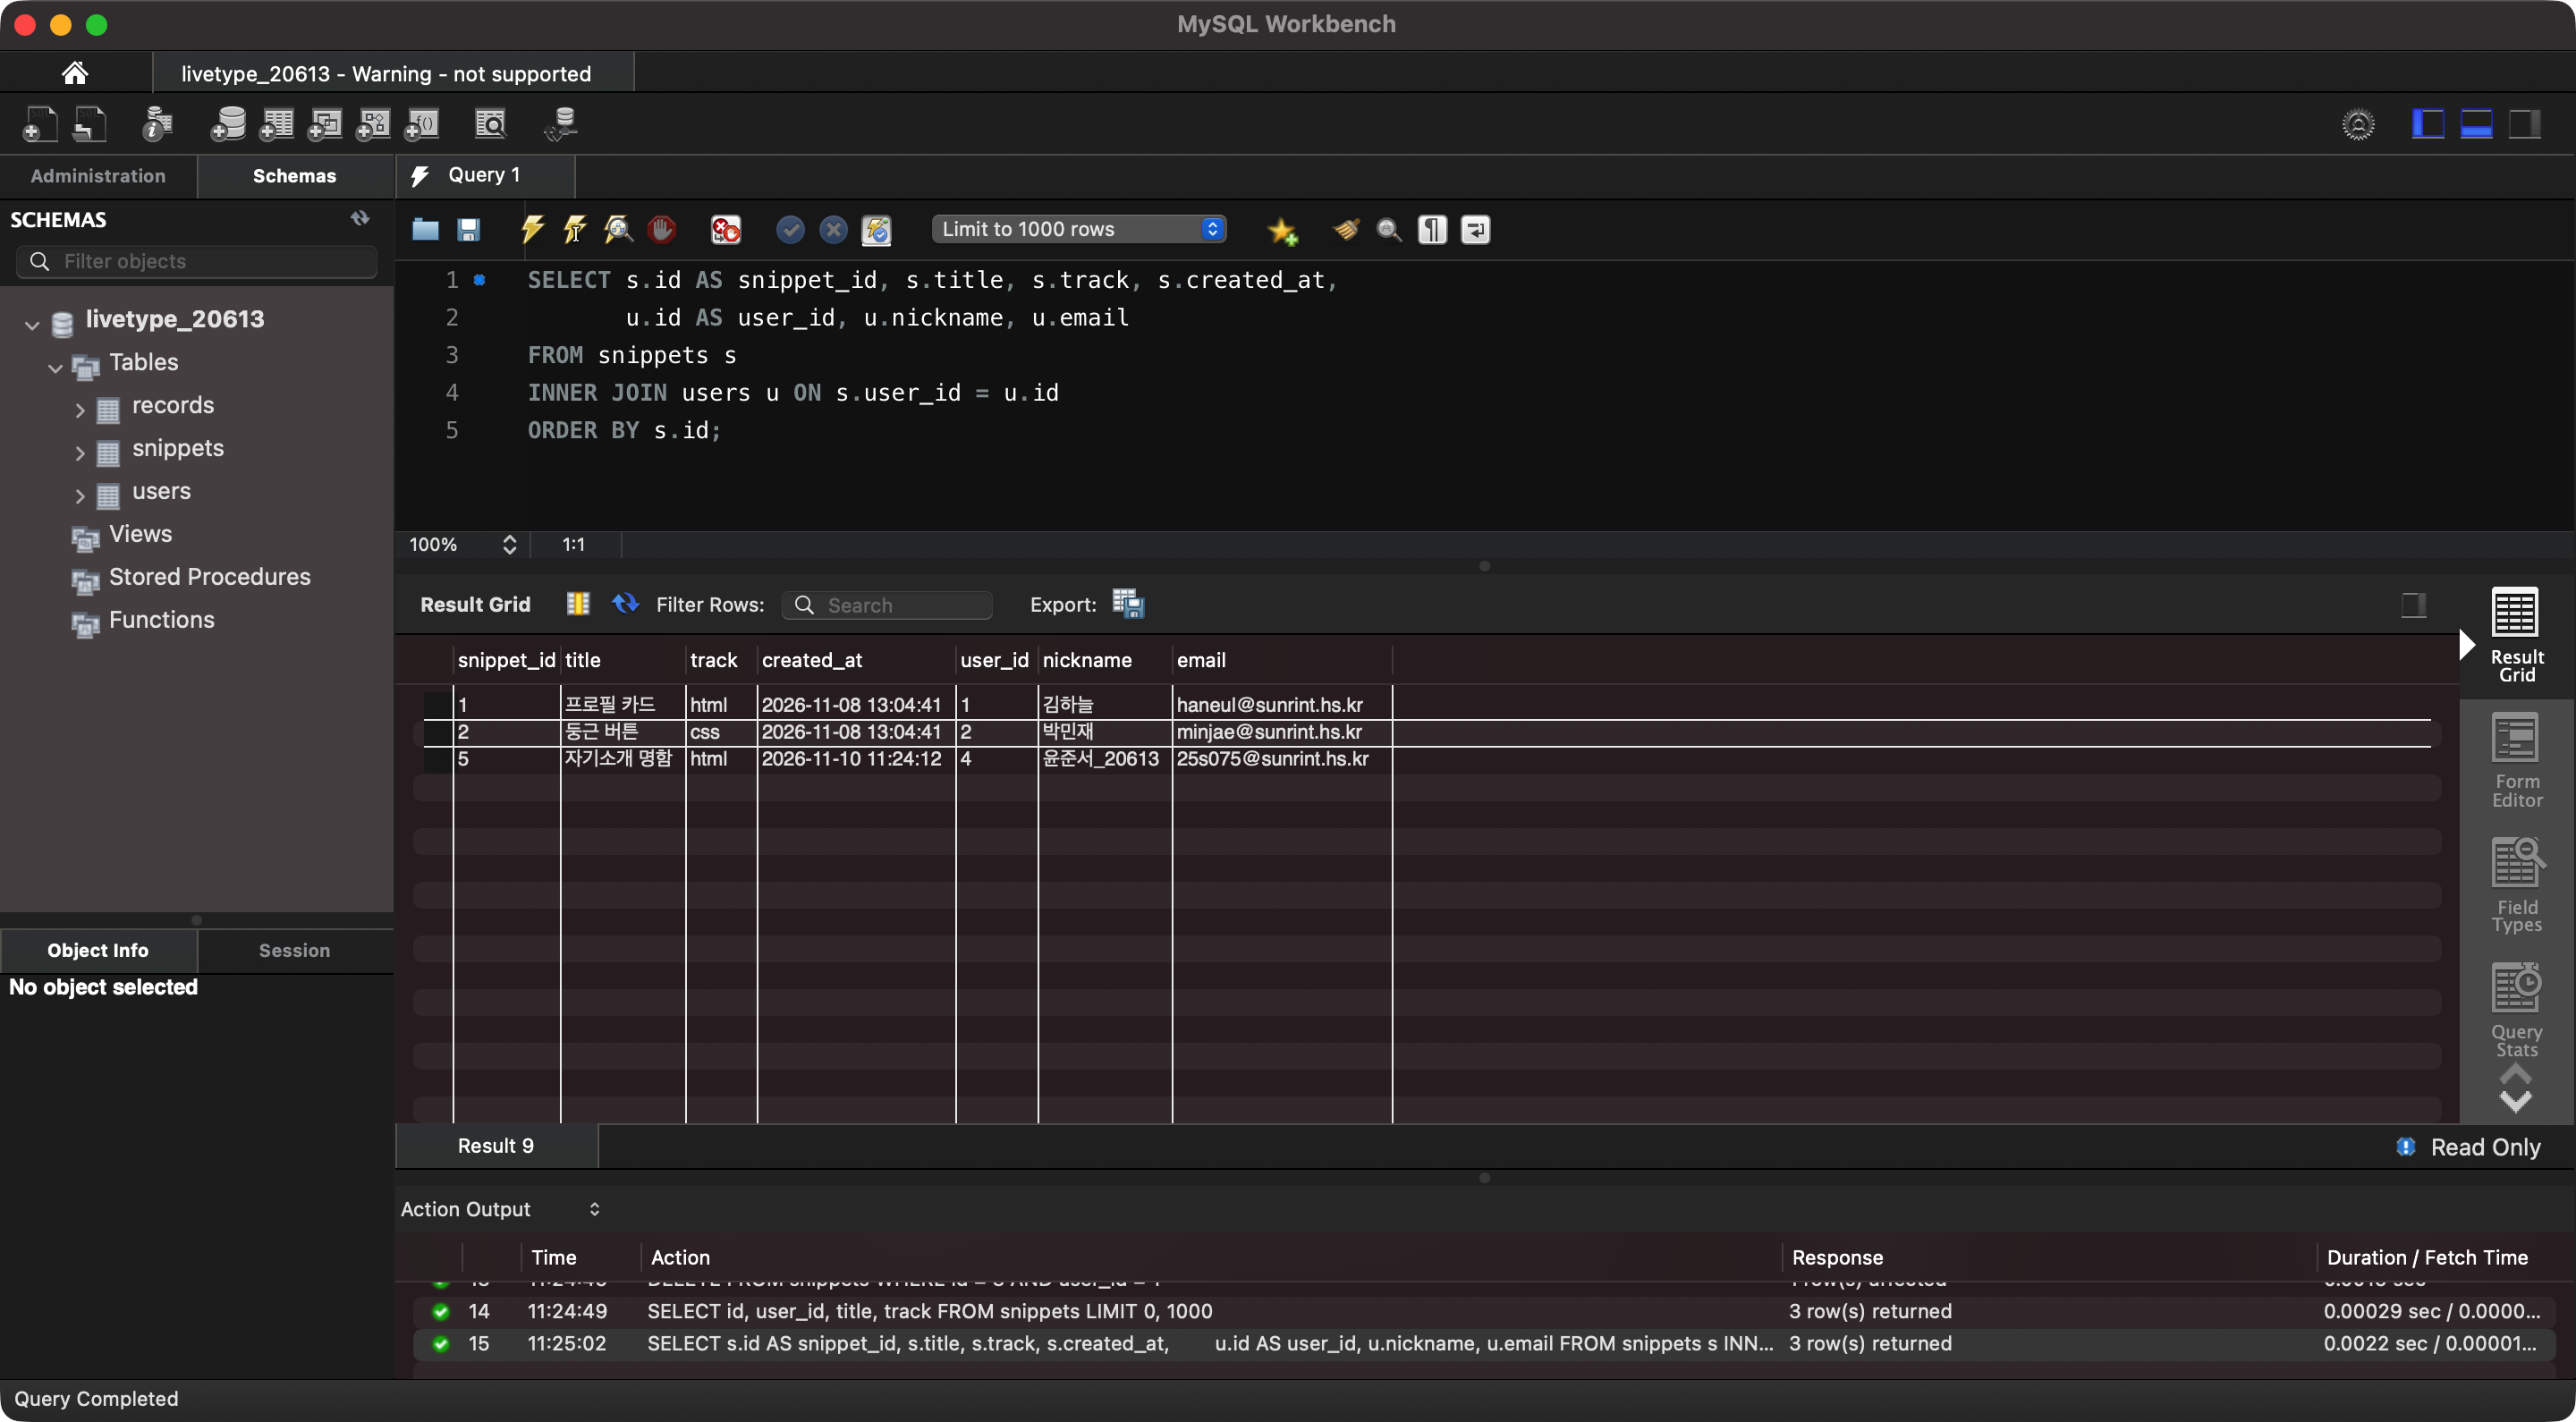 MySQL Workbench
livetype_20613 - Warning - not supported
Administration
Schemas
Query 1
SCHEMAS
Filter objects
livetype_20613
Tables
records
snippets
users
Views
Stored Procedures
Functions
Object Info
Session
No object selected
Limit to 1000 rows
1 SELECT s.id AS snippet_id, s.title, s.track, s.created_at,
2 u.id AS user_id, u.nickname, u.email
3 FROM snippets s
4 INNER JOIN users u ON s.user_id = u.id
5 ORDER BY s.id;
100% 1:1
Result Grid Filter Rows: Search Export:
snippet_id title track created_at user_id nickname email
1 프로필 카드 html 2026-11-08 13:04:41 1 김하늘 haneul@sunrint.hs.kr
2 둥근 버튼 css 2026-11-08 13:04:41 2 박민재 minjae@sunrint.hs.kr
5 자기소개 명함 html 2026-11-10 11:24:12 4 윤준서_20613 25s075@sunrint.hs.kr
Result
Grid
Form
Editor
Field
Types
Query
Stats
Result 9
Read Only
Action Output
Time Action Response Duration / Fetch Time
14 11:24:49 SELECT id, user_id, title, track FROM snippets LIMIT 0, 1000 3 row(s) returned 0.00029 sec / 0.0000...
15 11:25:02 SELECT s.id AS snippet_id, s.title, s.track, s.created_at, u.id AS user_id, u.nickname, u.email FROM snippets s INN... 3 row(s) returned 0.0022 sec / 0.00001...
Query Completed